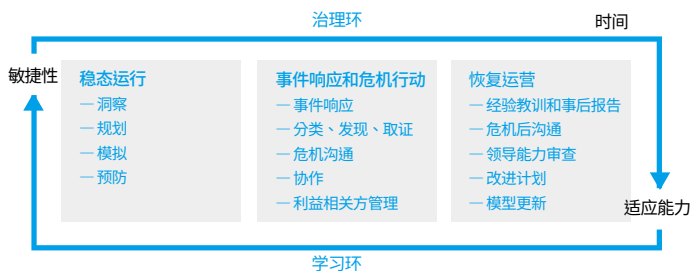 治理环
时间
敏捷性
稳态运行
— 洞察
— 规划
— 模拟
— 预防
事件响应和危机行动
— 事件响应
— 分类、发现、取证
— 危机沟通
— 协作
— 利益相关方管理
恢复运营
— 经验教训和事后报告
— 危机后沟通
— 领导能力审查
— 改进计划
— 模型更新
适应能力
学习环